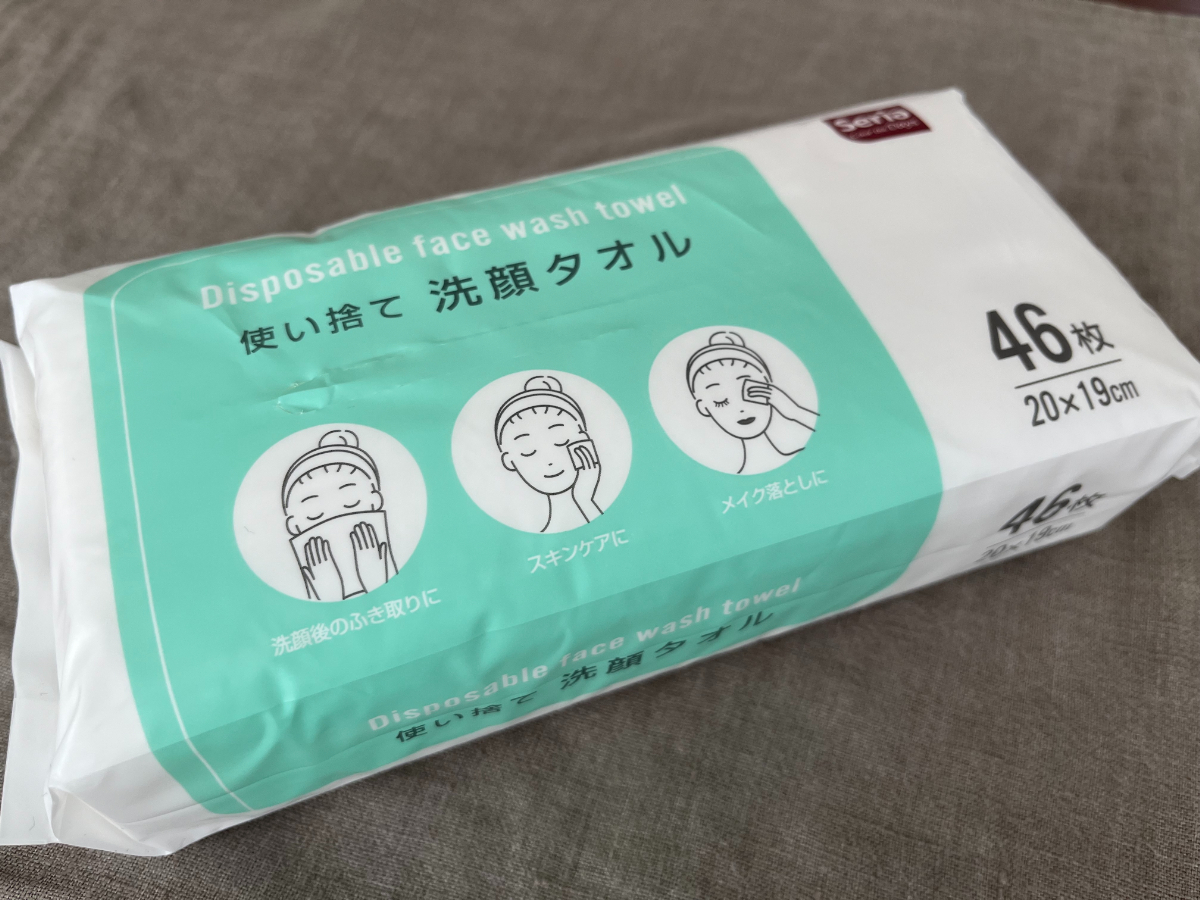 Seria
Disposable face wash towel
使い捨て 洗顔タオル
46枚
20×19cm
洗顔後のふき取りに
スキンケアに
メイク落としに
Disposable face wash towel
使い捨て 洗顔タオル
46枚
20×19cm